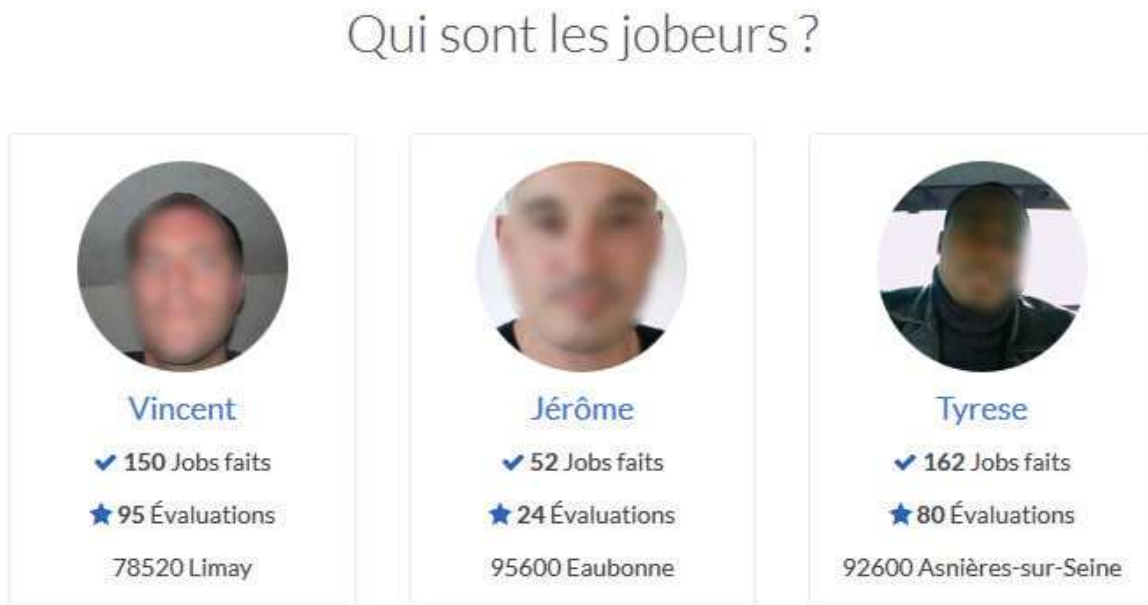 Qui sont les jobeurs ?
Vincent
150 Jobs faits
95 Évaluations
78520 Limay
Jérôme
52 Jobs faits
24 Évaluations
95600 Eaubonne
Tyrese
162 Jobs faits
80 Évaluations
92600 Asnières-sur-Seine